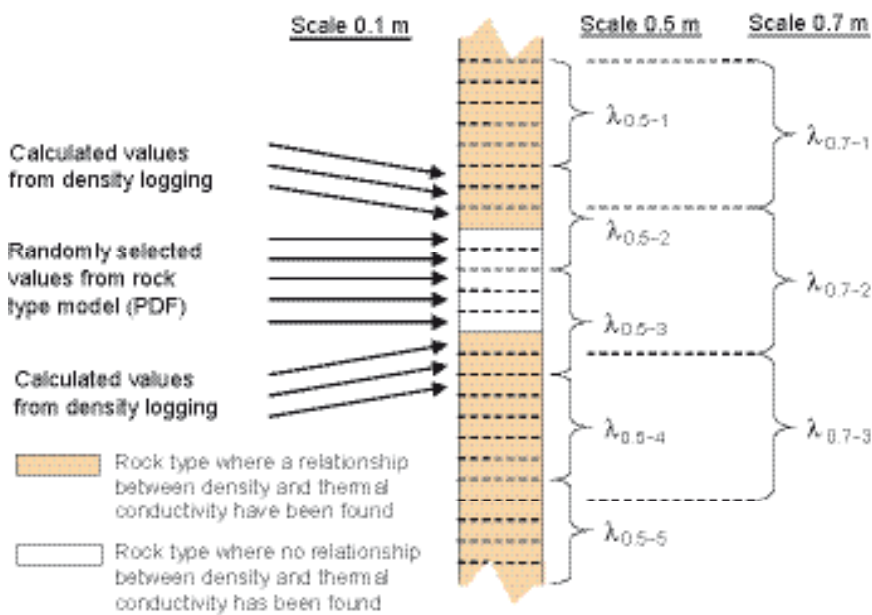 Scale 0.1 m
Scale 0.5 m
Scale 0.7 m
Calculated values
from density logging
Randomly selected
values from rock
type model (PDF)
Calculated values
from density logging
λ0.5-1
λ0.5-2
λ0.5-3
λ0.5-4
λ0.5-5
λ0.7-1
λ0.7-2
λ0.7-3
Rock type where a relationship
between density and thermal
conductivity have been found
Rock type where no relationship
between density and thermal
conductivity has been found